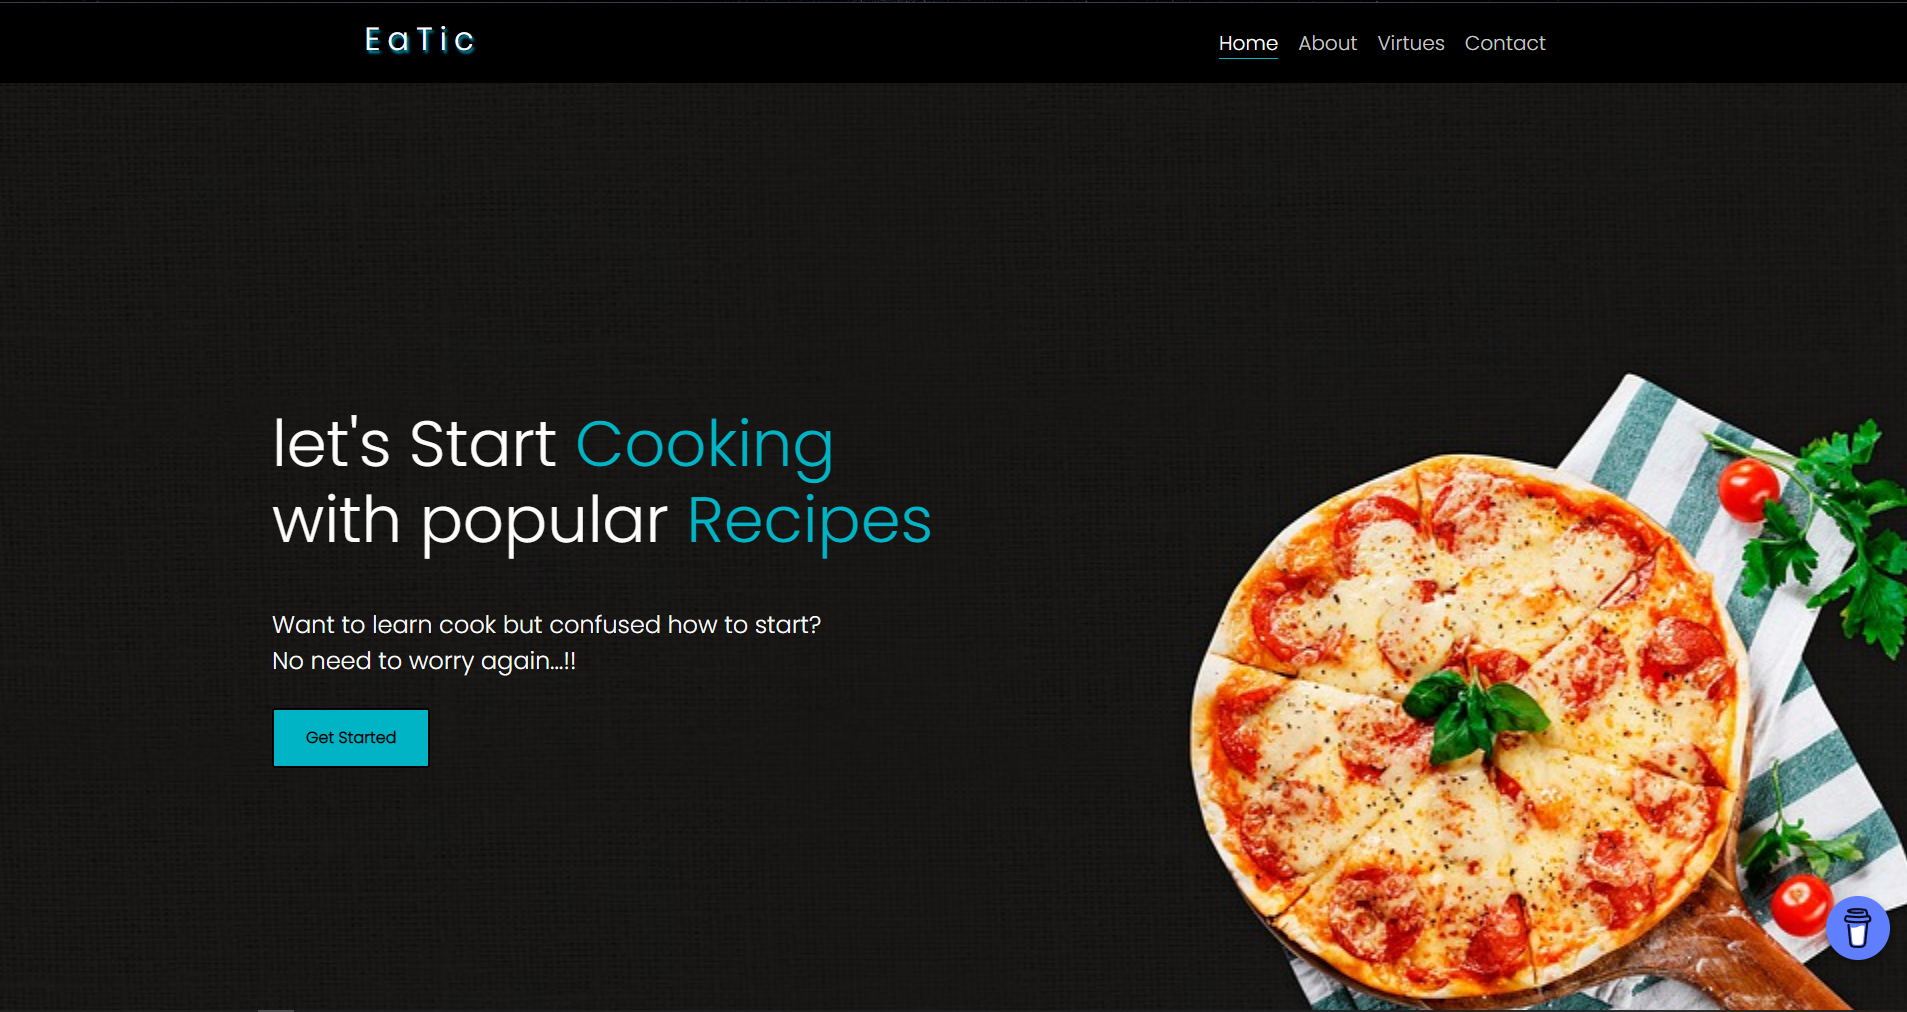 EaTic
Home About Virtues Contact
let's Start Cooking
with popular Recipes
Want to learn cook but confused how to start?
No need to worry again...!!
Get Started